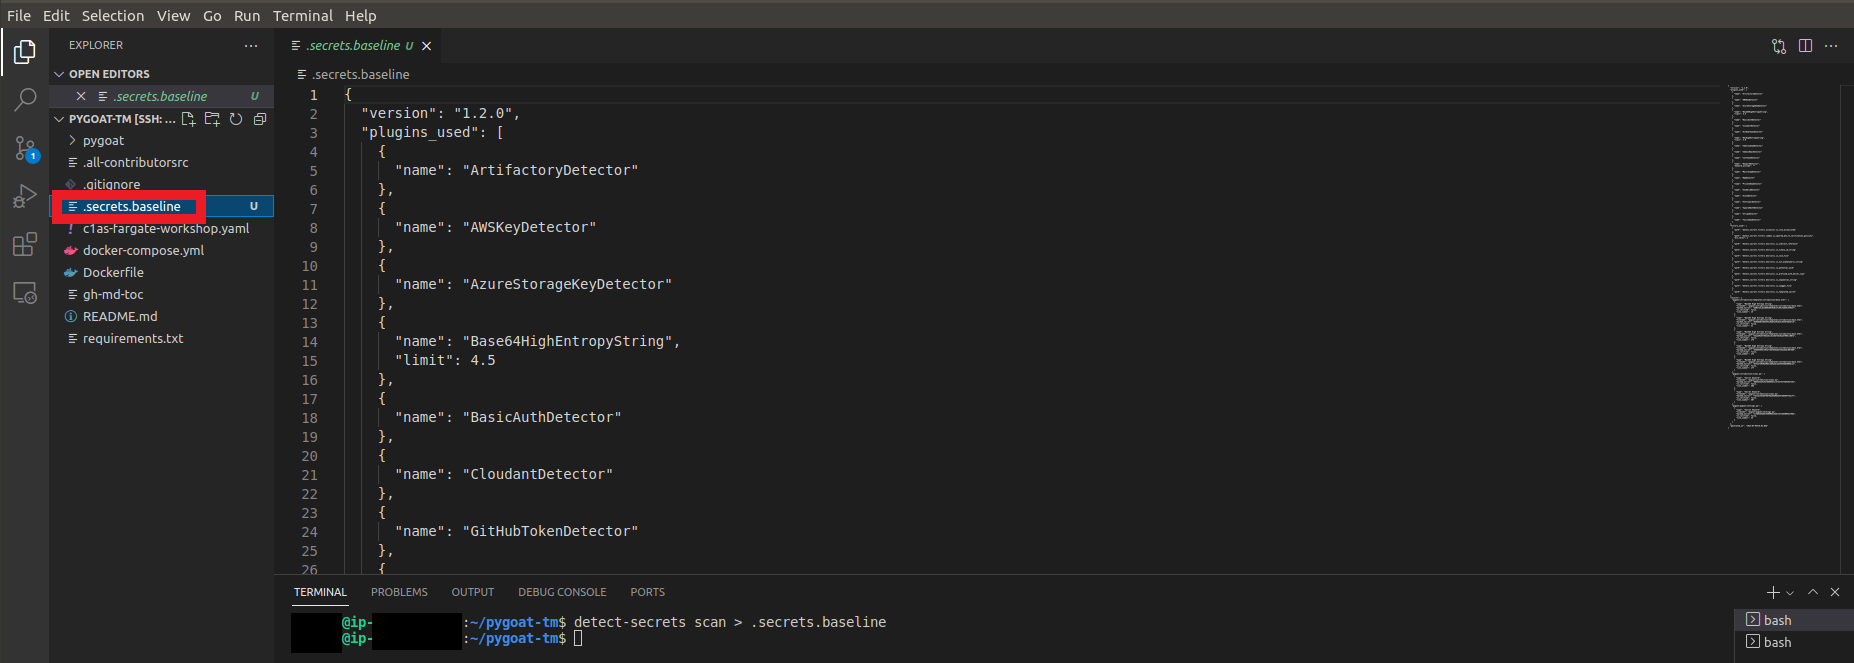 File Edit Selection View Go Run Terminal Help
EXPLORER
OPEN EDITORS
.secrets.baseline U
PYGOAT-TM [SSH: ...
pygoat
.all-contributorsrc
.gitignore
.secrets.baseline U
c1as-fargate-workshop.yaml
docker-compose.yml
Dockerfile
gh-md-toc
README.md
requirements.txt
1
.secrets.baseline U
.secrets.baseline
1 {
2 "version": "1.2.0",
3 "plugins_used": [
4 {
5 "name": "ArtifactoryDetector"
6 },
7 {
8 "name": "AWSKeyDetector"
9 },
10 {
11 "name": "AzureStorageKeyDetector"
12 },
13 {
14 "name": "Base64HighEntropyString",
15 "limit": 4.5
16 },
17 {
18 "name": "BasicAuthDetector"
19 },
20 {
21 "name": "CloudantDetector"
22 },
23 {
24 "name": "GitHubTokenDetector"
25 },
26 {
TERMINAL PROBLEMS OUTPUT DEBUG CONSOLE PORTS
@ip- :~/pygoat-tm$ detect-secrets scan > .secrets.baseline
@ip- :~/pygoat-tm$
bash
bash